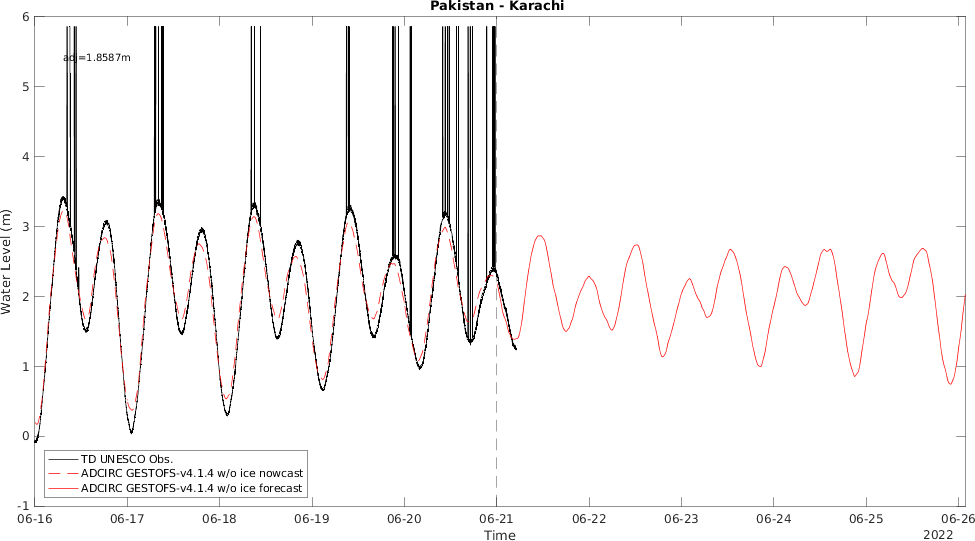 Pakistan - Karachi
6
adj=1.8587m
5
4
3
2
1
0
-1
Water Level (m)
TD UNESCO Obs.
ADCIRC GESTOFS-v4.1.4 w/o ice nowcast
ADCIRC GESTOFS-v4.1.4 w/o ice forecast
06-16 06-17 06-18 06-19 06-20 06-21 06-22 06-23 06-24 06-25 06-26
Time
2022